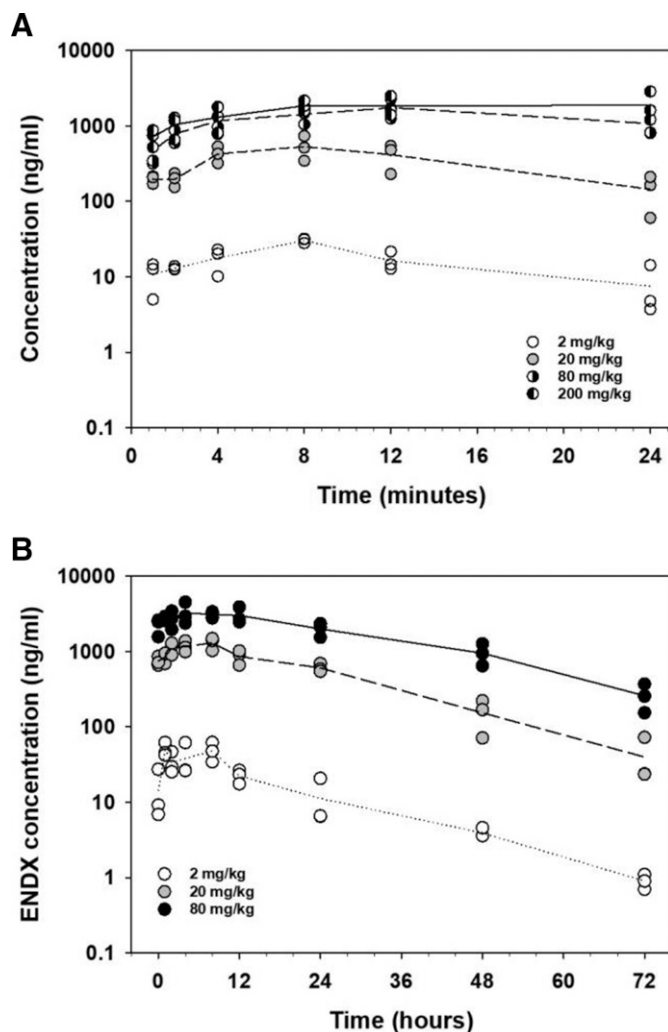 A
Concentration (ng/ml)
10000
1000
100
10
1
0.1
2 mg/kg
20 mg/kg
80 mg/kg
200 mg/kg
0 4 8 12 16 20 24
Time (minutes)
B
ENDX concentration (ng/ml)
10000
1000
100
10
1
0.1
2 mg/kg
20 mg/kg
80 mg/kg
0 12 24 36 48 60 72
Time (hours)